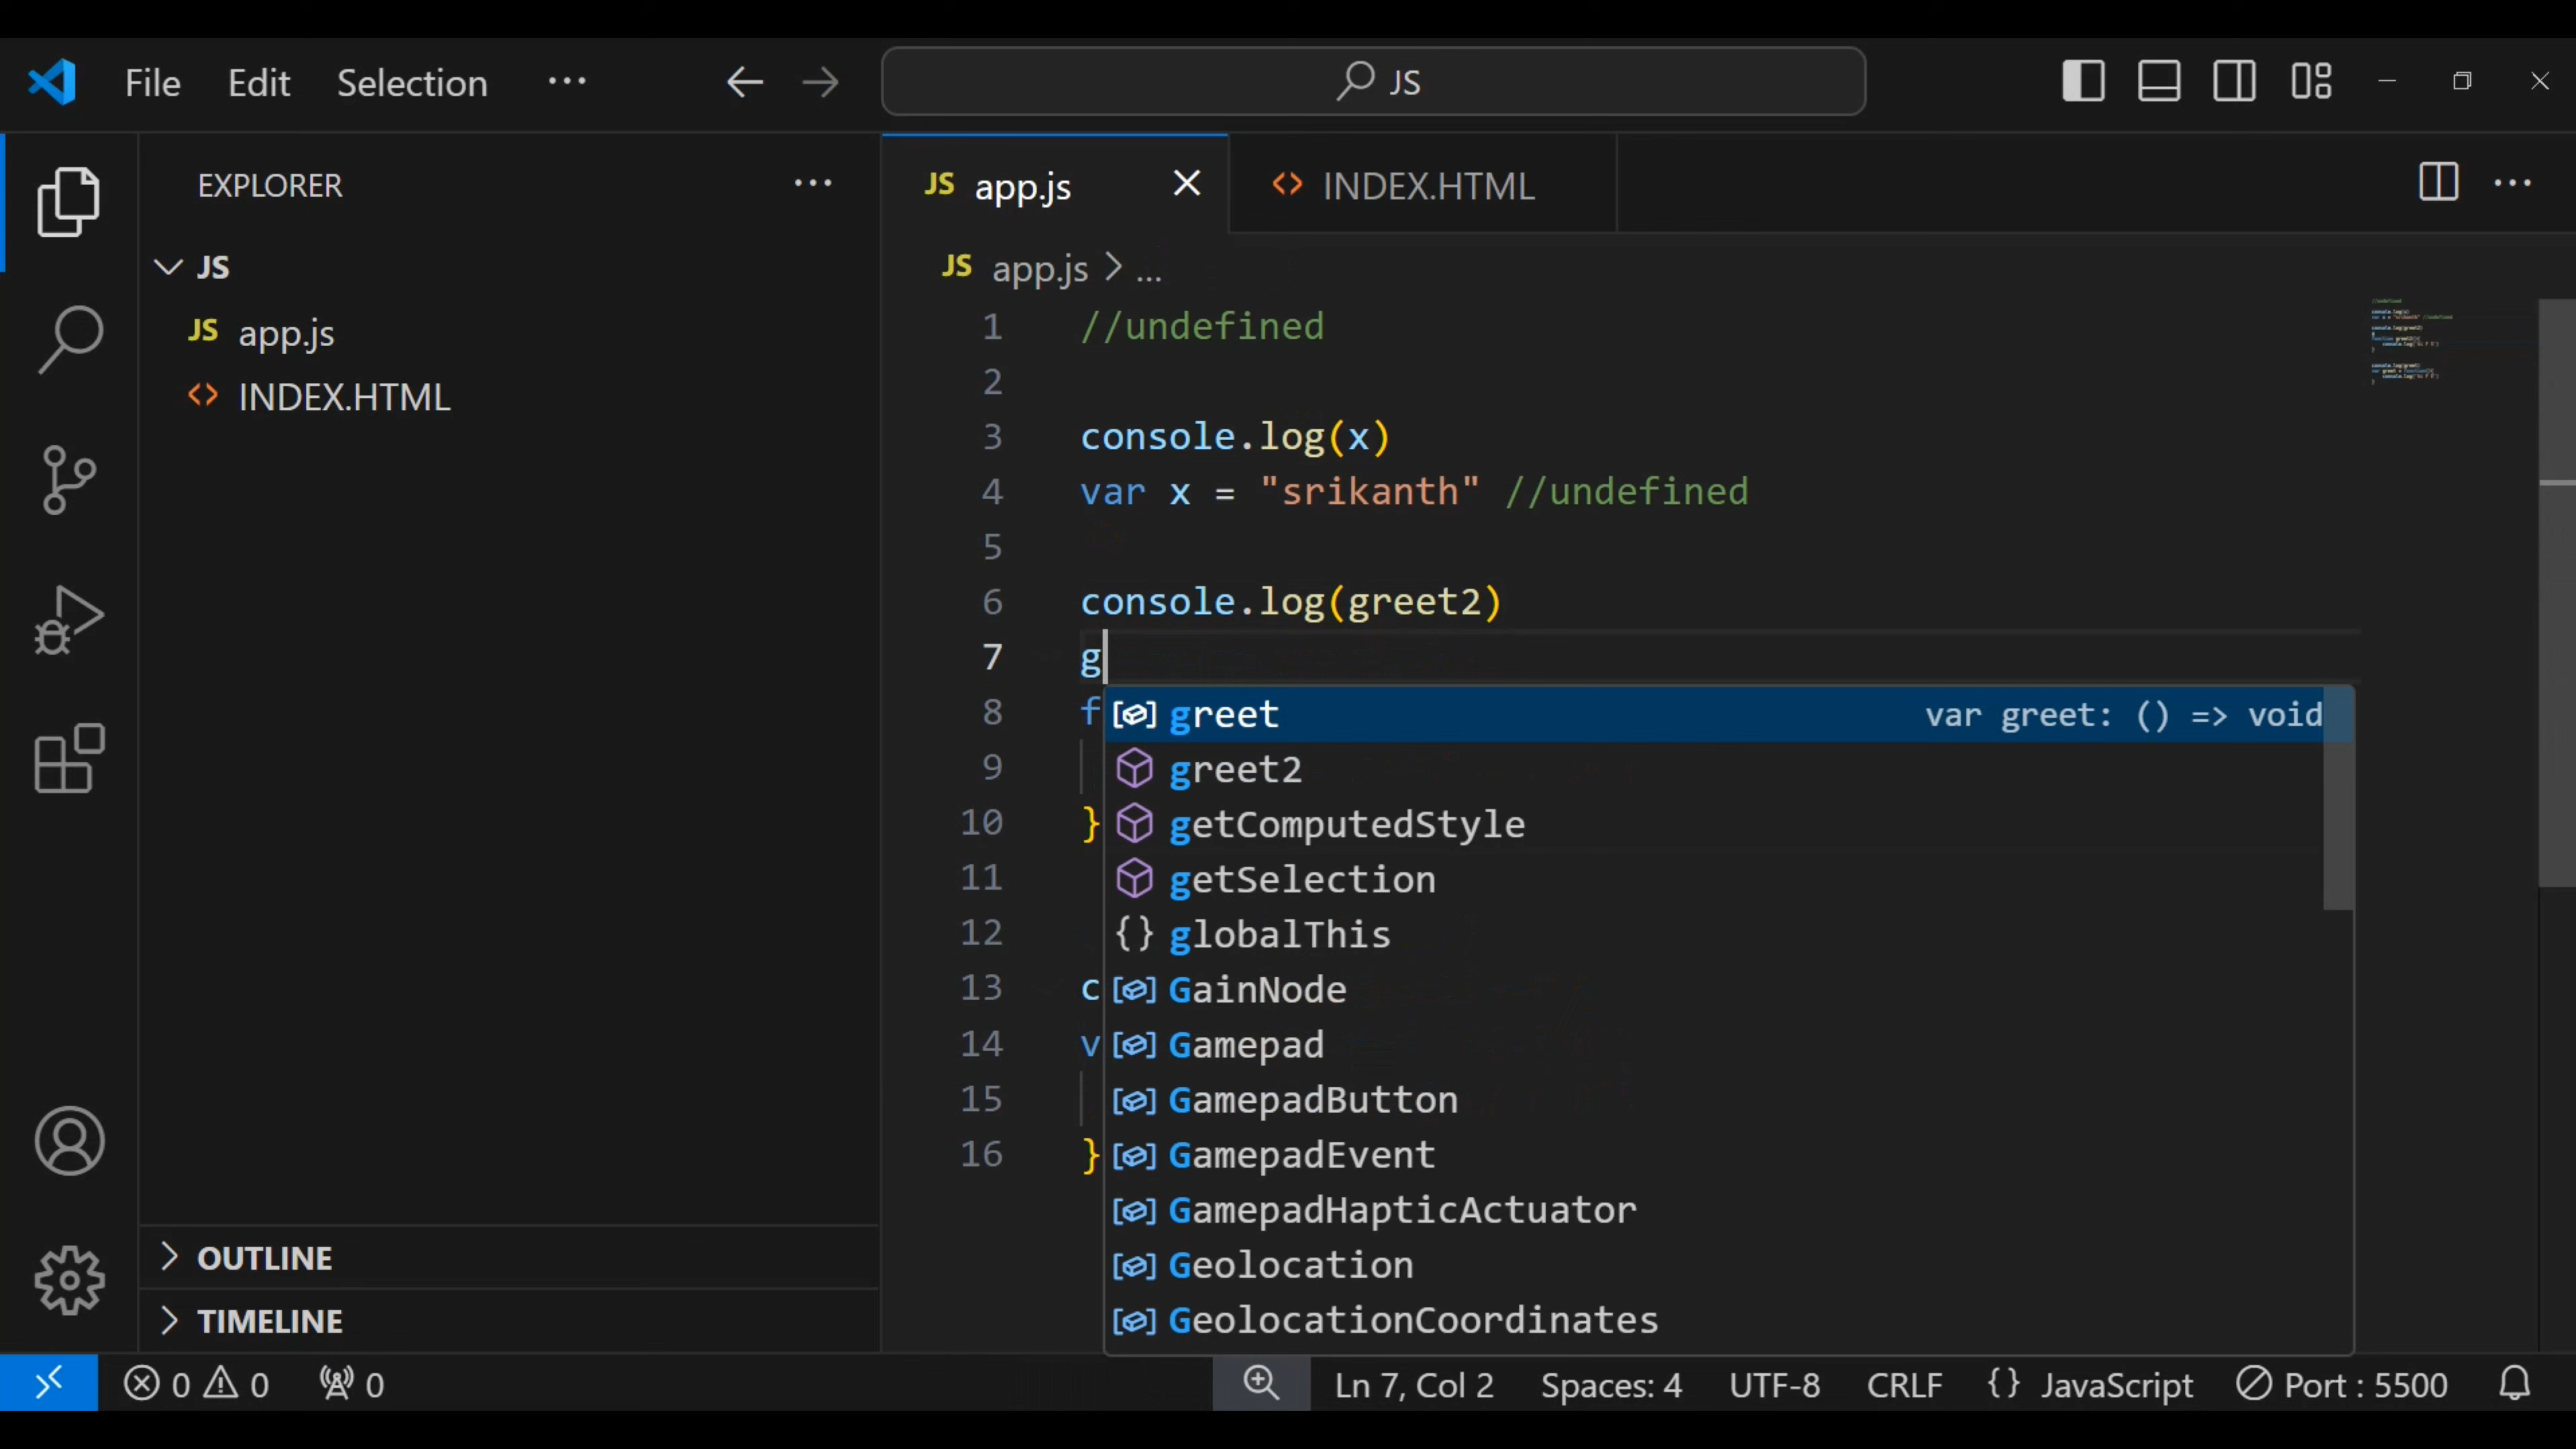 File Edit Selection ··· JS
EXPLORER ···
JS
JS app.js
INDEX.HTML
OUTLINE
TIMELINE
JS app.js INDEX.HTML ···
JS app.js > ...
1 //undefined
2
3 console.log(x)
4 var x = "srikanth" //undefined
5
6 console.log(greet2)
7 g
8 f greet var greet: () => void
9 greet2
10 } getComputedStyle
11 getSelection
12 globalThis
13 c GainNode
14 v Gamepad
15 GamepadButton
16 } GamepadEvent
GamepadHapticActuator
Geolocation
GeolocationCoordinates
0 0 0 Ln 7, Col 2 Spaces: 4 UTF-8 CRLF {} JavaScript Port : 5500